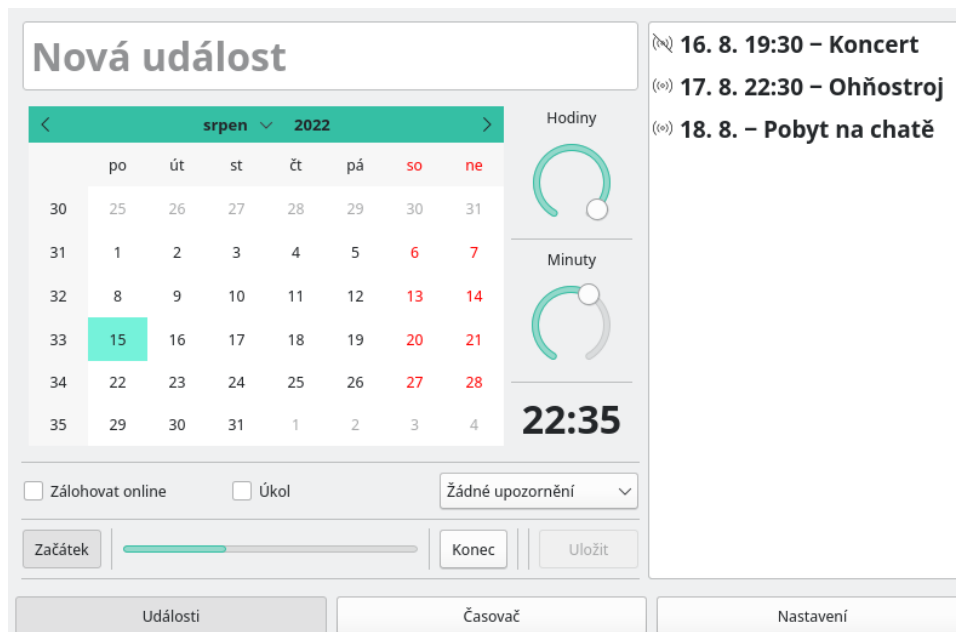 Nová událost
srpen 2022
po út st čt pá so ne
30 25 26 27 28 29 30 31
31 1 2 3 4 5 6 7
32 8 9 10 11 12 13 14
33 15 16 17 18 19 20 21
34 22 23 24 25 26 27 28
35 29 30 31 1 2 3 4
Hodiny
Minuty
22:35
Zálohovat online
Úkol
Žádné upozornění
Začátek
Konec
Uložit
16. 8. 19:30 – Koncert
17. 8. 22:30 – Ohňostroj
18. 8. – Pobyt na chatě
Události
Časovač
Nastavení